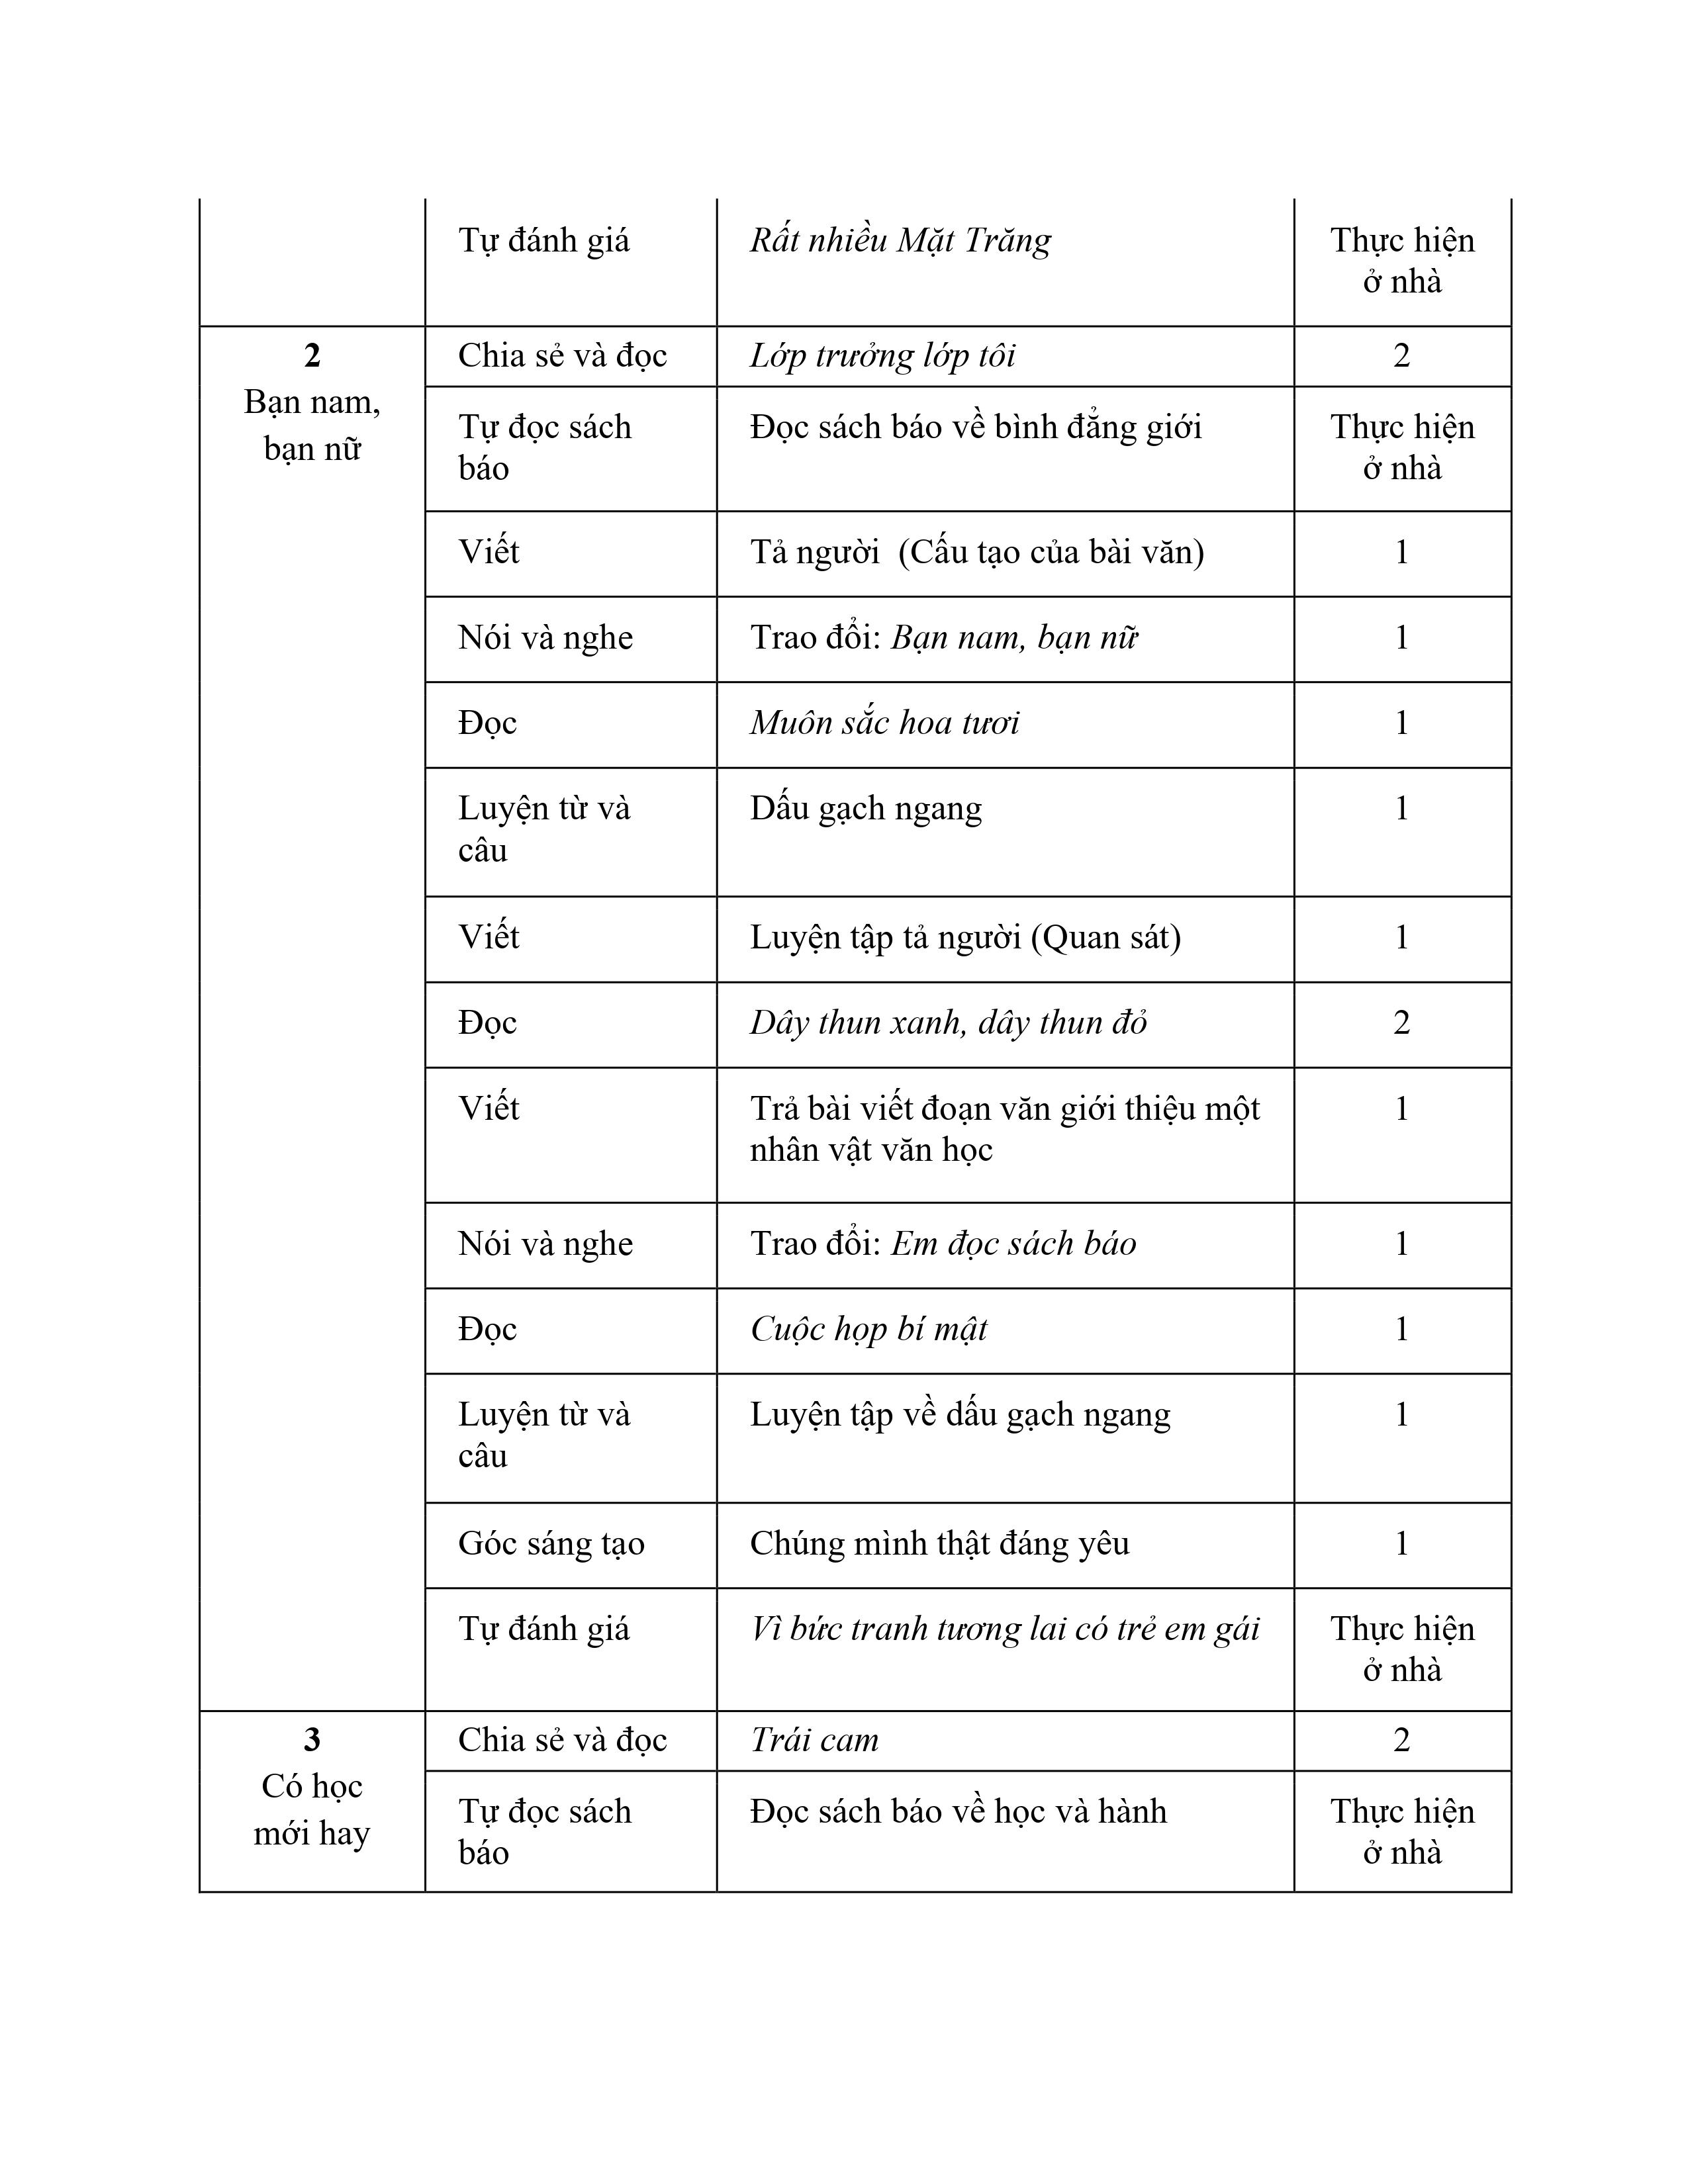 Tự đánh giá
Rất nhiều Mặt Trăng
Thực hiện
ở nhà
2
Bạn nam,
bạn nữ
Chia sẻ và đọc
Lớp trưởng lớp tôi
2
Tự đọc sách
báo
Đọc sách báo về bình đẳng giới
Thực hiện
ở nhà
Viết
Tả người  (Cấu tạo của bài văn)
1
Nói và nghe
Trao đổi: Bạn nam, bạn nữ
1
Đọc
Muôn sắc hoa tươi
1
Luyện từ và
câu
Dấu gạch ngang
1
Viết
Luyện tập tả người (Quan sát)
1
Đọc
Dây thun xanh, dây thun đỏ
2
Viết
Trả bài viết đoạn văn giới thiệu một
nhân vật văn học
1
Nói và nghe
Trao đổi: Em đọc sách báo
1
Đọc
Cuộc họp bí mật
1
Luyện từ và
câu
Luyện tập về dấu gạch ngang
1
Góc sáng tạo
Chúng mình thật đáng yêu
1
Tự đánh giá
Vì bức tranh tương lai có trẻ em gái
Thực hiện
ở nhà
3
Có học
mới hay
Chia sẻ và đọc
Trái cam
2
Tự đọc sách
báo
Đọc sách báo về học và hành
Thực hiện
ở nhà